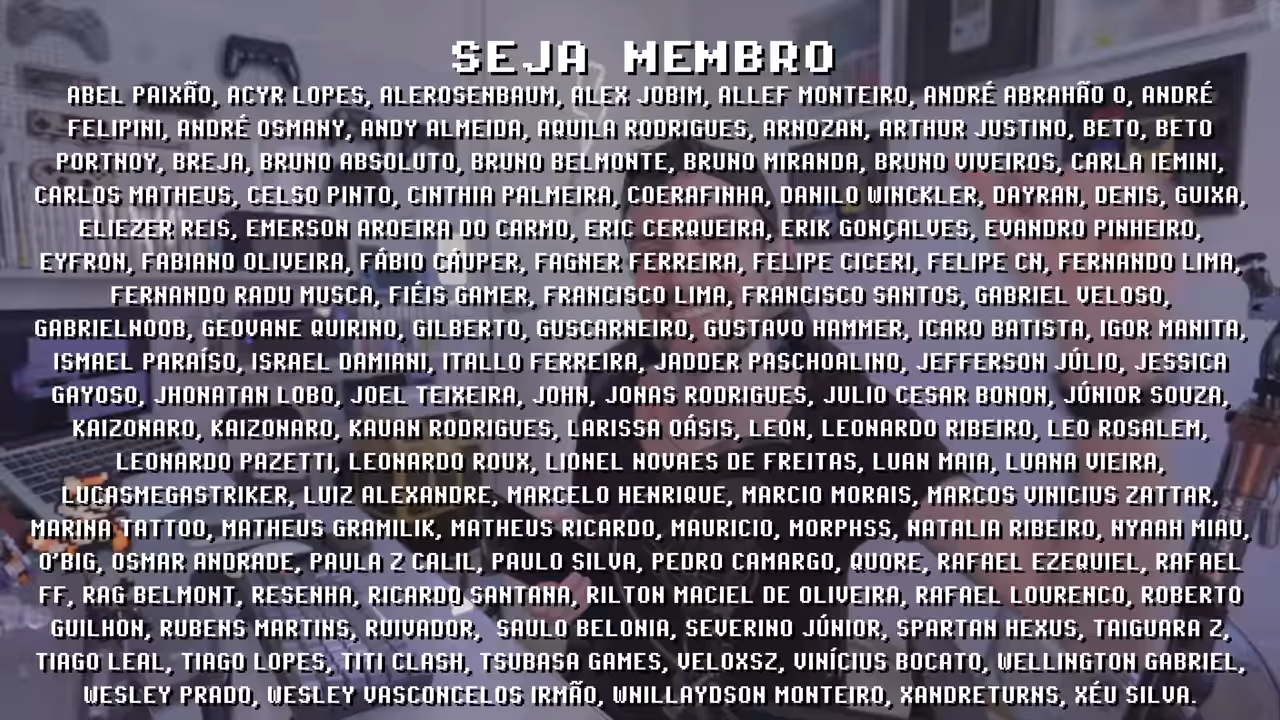 SEJA MEMBRO
ABEL PAIXÃO, ACYR LOPES, ALEROSENBAUM, ALEX JOBIM, ALLEF MONTEIRO, ANDRÉ ABRAHÃO O, ANDRÉ
FELIPINI, ANDRÉ OSMANY, ANDY ALMEIDA, AQUILA RODRIGUES, ARNOZAN, ARTHUR JUSTINO, BETO, BETO
PORTNOY, BREJA, BRUNO ABSOLUTO, BRUNO BELMONTE, BRUNO MIRANDA, BRUNO VIVEIROS, CARLA IEMINI,
CARLOS MATHEUS, CELSO PINTO, CINTHIA PALMEIRA, COERAFINHA, DANILO WINCKLER, DAYRAN, DENIS, GUIXA,
ELIEZER REIS, EMERSON AROEIRA DO CARMO, ERIC CERQUEIRA, ERIK GONÇALVES, EVANDRO PINHEIRO,
EYFRON, FABIANO OLIVEIRA, FÁBIO CÁUPER, FAGNER FERREIRA, FELIPE CICERI, FELIPE CN, FERNANDO LIMA,
FERNANDO RADU MUSCA, FIÉIS GAMER, FRANCISCO LIMA, FRANCISCO SANTOS, GABRIEL VELOSO,
GABRIELNOOB, GEOVANE QUIRINO, GILBERTO, GUSCARNEIRO, GUSTAVO HAMMER, ICARO BATISTA, IGOR MANITA,
ISMAEL PARAÍSO, ISRAEL DAMIANI, ITALLO FERREIRA, JADDER PASCHOALINO, JEFFERSON JÚLIO, JESSICA
GAYOSO, JHONATAN LOBO, JOEL TEIXEIRA, JOHN, JONAS RODRIGUES, JULIO CESAR BONON, JÚNIOR SOUZA,
KAIZONARO, KAIZONARO, KAUAN RODRIGUES, LARISSA OÁSIS, LEON, LEONARDO RIBEIRO, LEO ROSALEM,
LEONARDO PAZETTI, LEONARDO ROUX, LIONEL NOVAES DE FREITAS, LUAN MAIA, LUANA VIEIRA,
LUCASMEGASTRIKER, LUIZ ALEXANDRE, MARCELO HENRIQUE, MARCIO MORAIS, MARCOS VINICIUS ZATTAR,
MARINA TATTOO, MATHEUS GRAMILIK, MATHEUS RICARDO, MAURICIO, MORPHSS, NATALIA RIBEIRO, NYAAH MIAU,
O'BIG, OSMAR ANDRADE, PAULA Z CALIL, PAULO SILVA, PEDRO CAMARGO, QUORE, RAFAEL EZEQUIEL, RAFAEL
FF, RAG BELMONT, RESENHA, RICARDO SANTANA, RILTON MACIEL DE OLIVEIRA, RAFAEL LOURENCO, ROBERTO
GUILHON, RUBENS MARTINS, RUIVADOR, SAULO BELONIA, SEVERINO JÚNIOR, SPARTAN HEXUS, TAIGUARA Z,
TIAGO LEAL, TIAGO LOPES, TITI CLASH, TSUBASA GAMES, VELOXSZ, VINÍCIUS BOCATO, WELLINGTON GABRIEL,
WESLEY PRADO, WESLEY VASCONCELOS IRMÃO, WNILLAYDSON MONTEIRO, XANDRETURNS, XÉU SILVA.